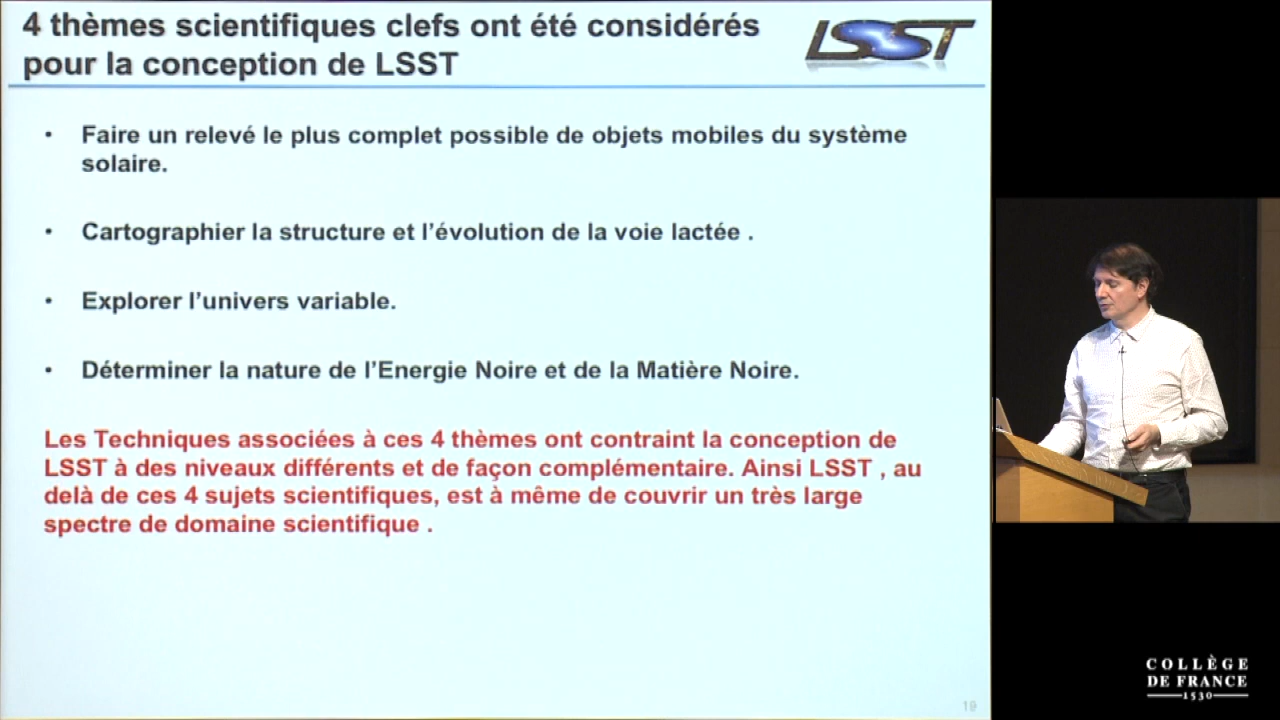 4 thèmes scientifiques clefs ont été considérés
pour la conception de LSST
LSST
• Faire un relevé le plus complet possible de objets mobiles du système
solaire.
• Cartographier la structure et l'évolution de la voie lactée .
• Explorer l'univers variable.
• Déterminer la nature de l'Energie Noire et de la Matière Noire.
Les Techniques associées à ces 4 thèmes ont contraint la conception de
LSST à des niveaux différents et de façon complémentaire. Ainsi LSST , au
delà de ces 4 sujets scientifiques, est à même de couvrir un très large
spectre de domaine scientifique .
19
COLLÈGE
DE FRANCE
1530